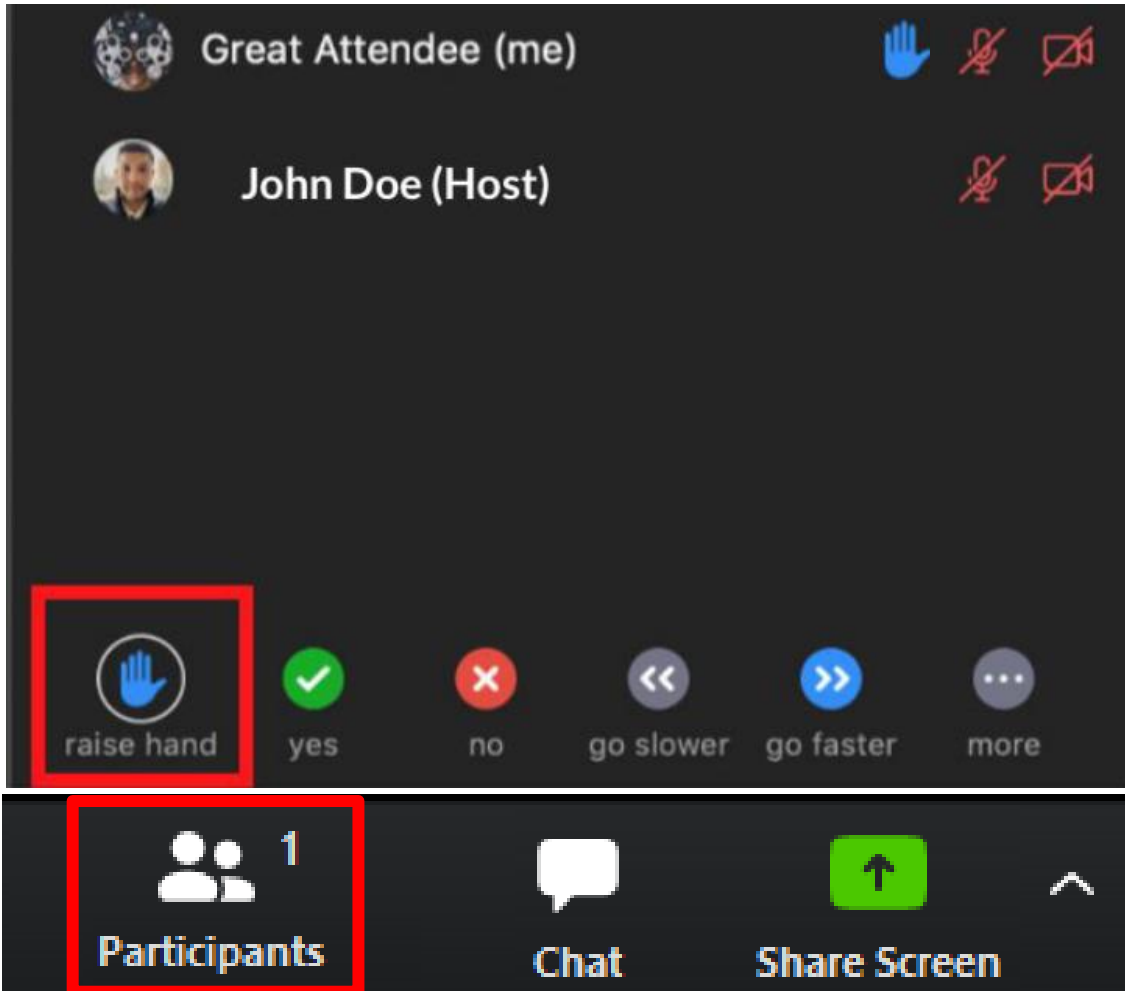 Great Attendee (me)
John Doe (Host)
raise hand yes no go slower go faster more
1
Participants Chat Share Screen